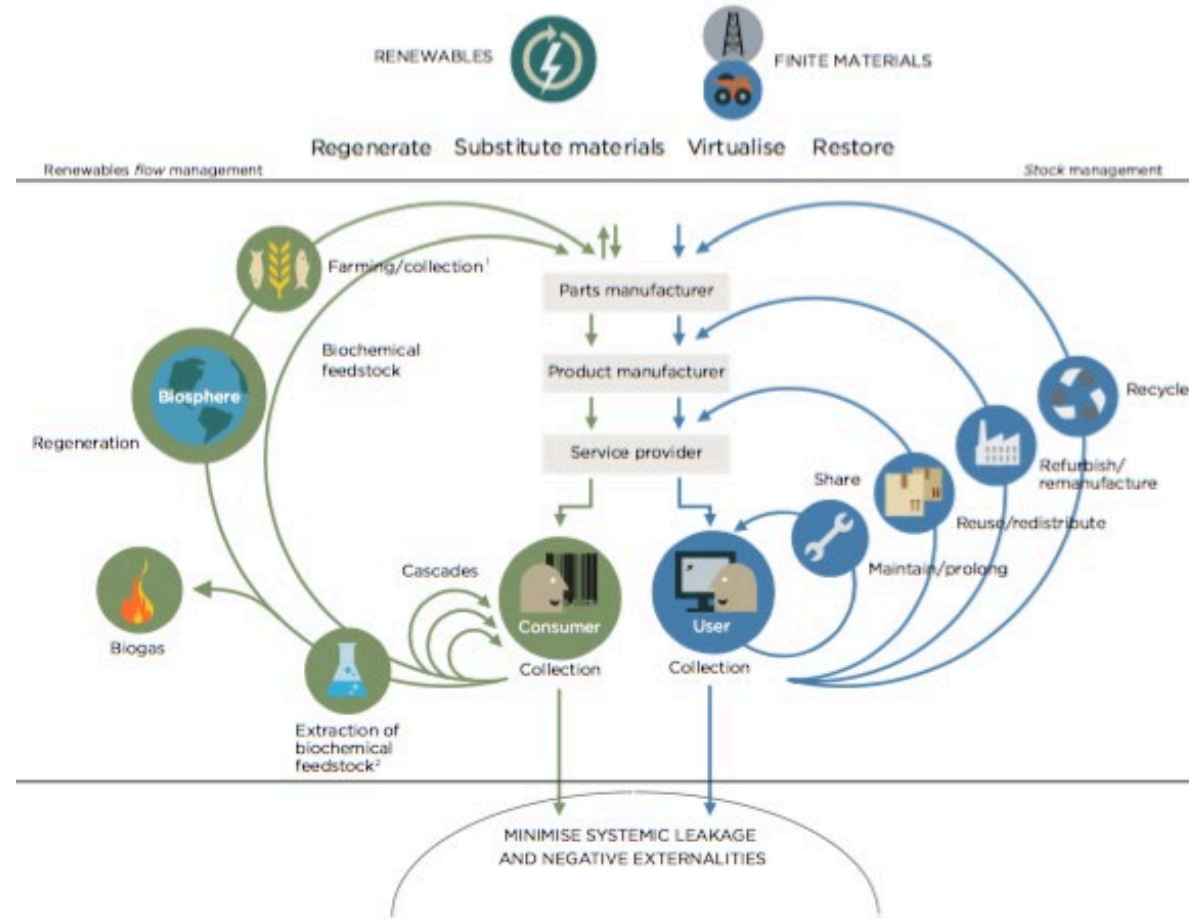 RENEWABLES
FINITE MATERIALS
Regenerate Substitute materials Virtualise Restore
Renewables flow management
Stock management
Farming/collection¹
Parts manufacturer
Biochemical
feedstock
Product manufacturer
Biosphere
Recycle
Regeneration
Service provider
Share
Refurbish/
remanufacture
Reuse/redistribute
Cascades
Maintain/prolong
Consumer
User
Biogas
Collection
Collection
Extraction of
biochemical
feedstock²
MINIMISE SYSTEMIC LEAKAGE
AND NEGATIVE EXTERNALITIES